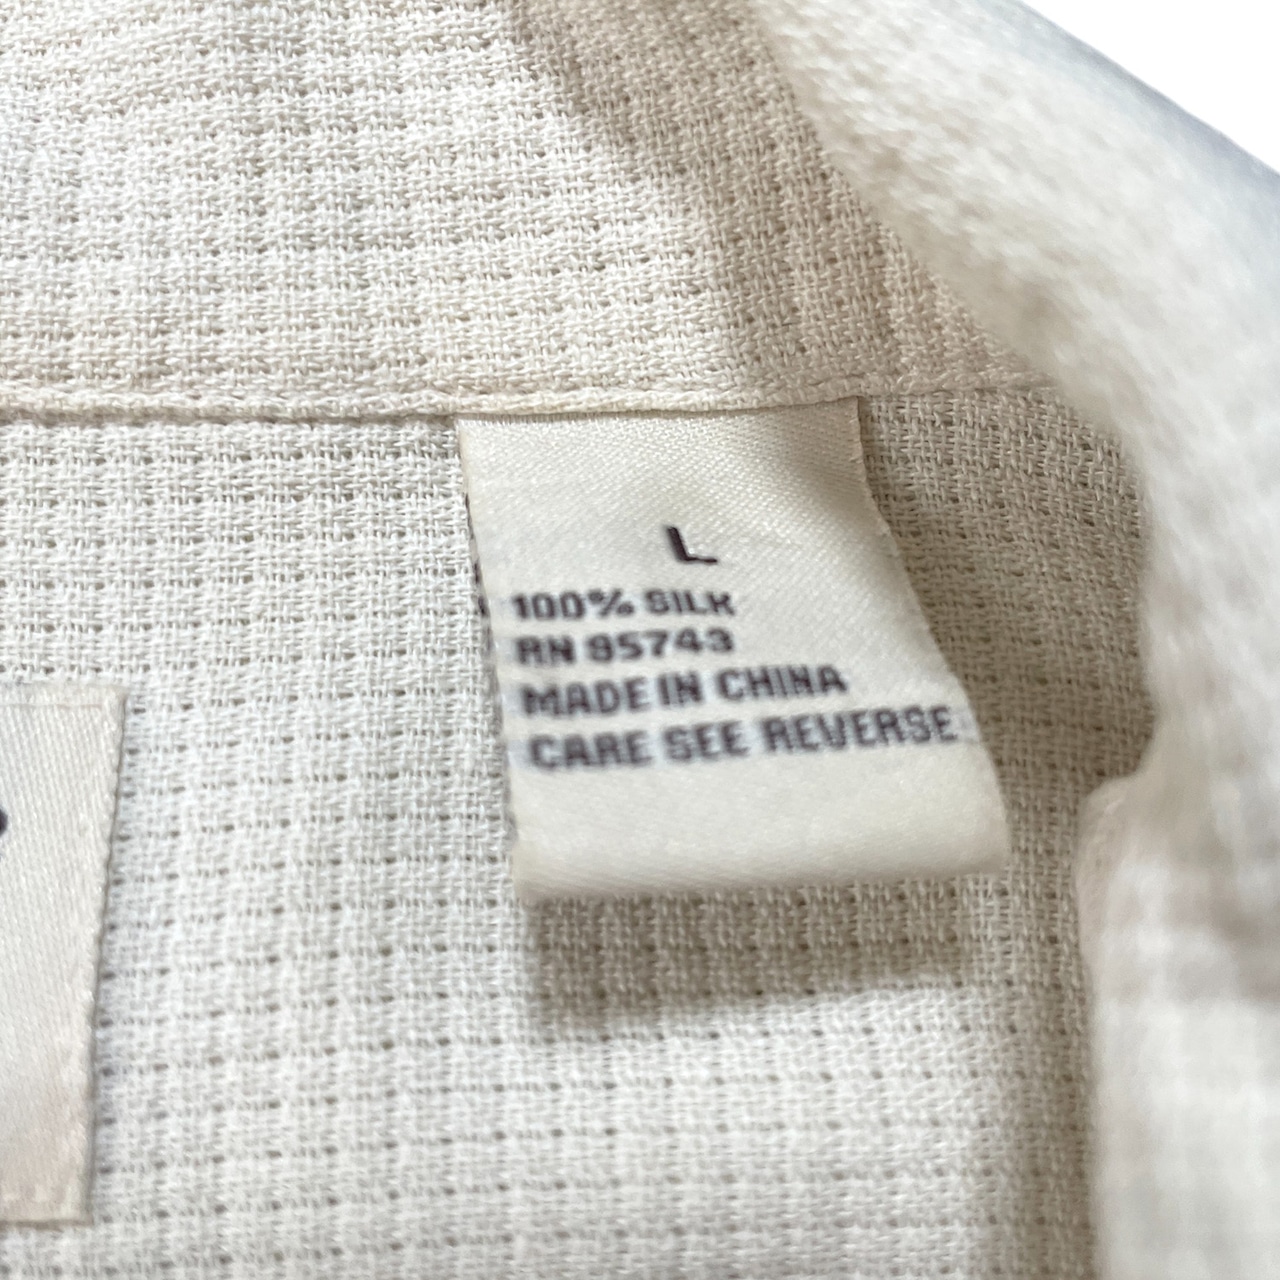 L
100% SILK
RN 95743
MADE IN CHINA
CARE SEE REVERSE